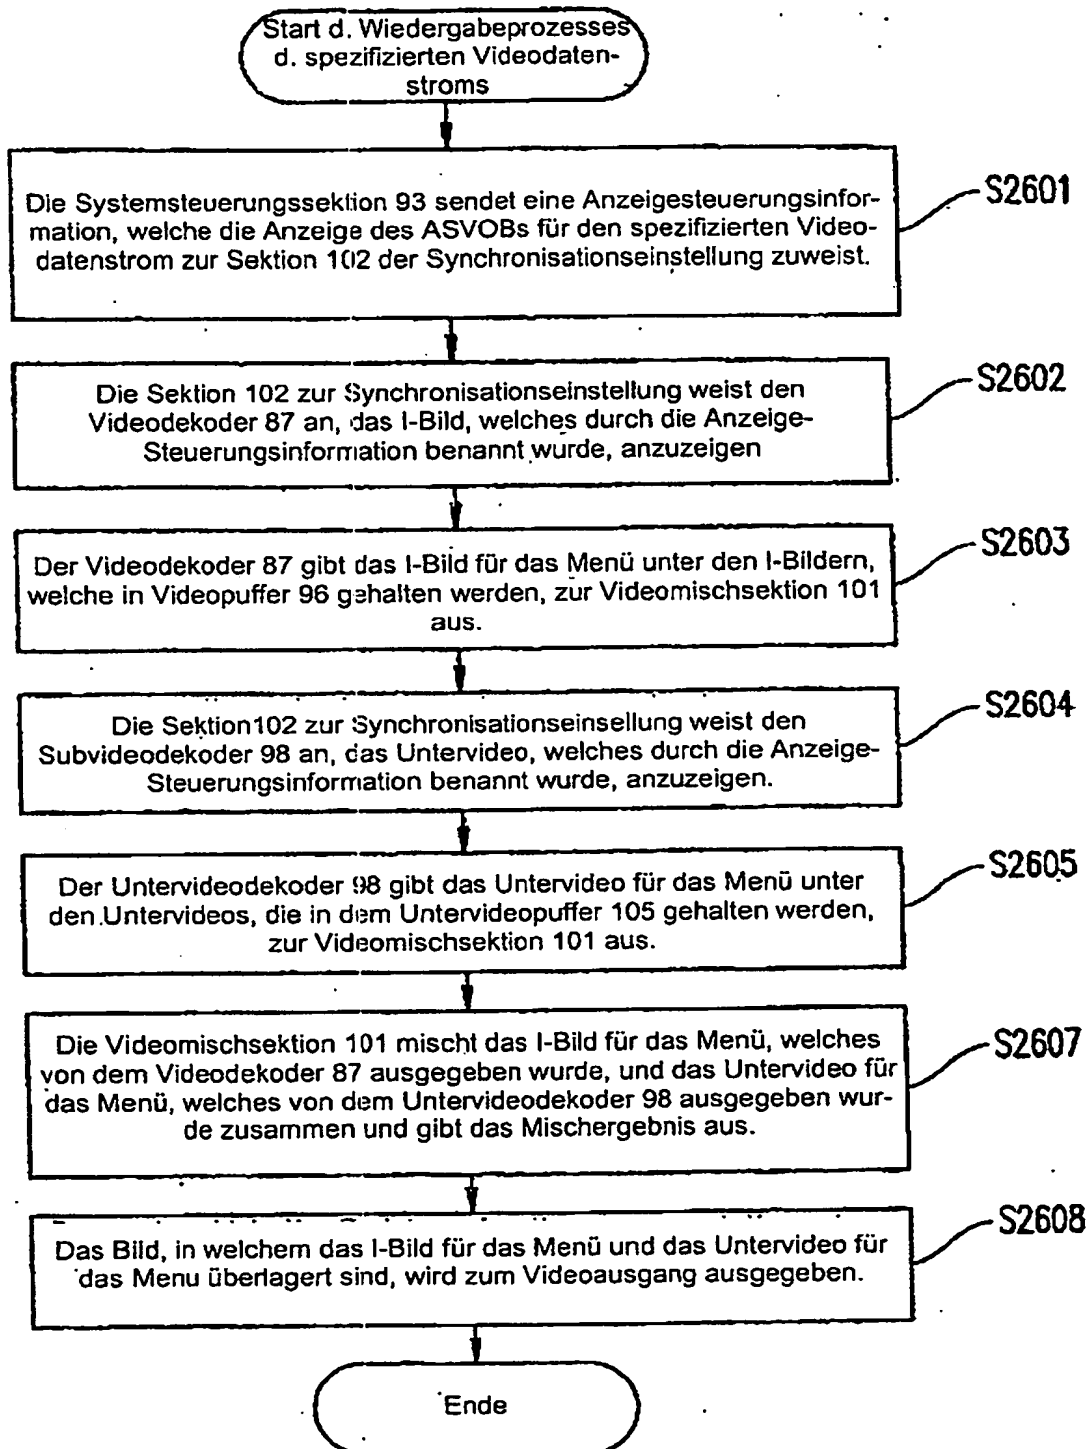 Start d. Wiedergabeprozesses
d. spezifizierten Videodaten-
stroms
Die Systemsteuerungssektion 93 sendet eine Anzeigesteuerungsinfor-
mation, welche die Anzeige des ASVOBs für den spezifizierten Video-
datenstrom zur Sektion 102 der Synchronisationseinstellung zuweist.
S2601
Die Sektion 102 zur Synchronisationseinstellung weist den
Videodekoder 87 an, das I-Bild, welches durch die Anzeige-
Steuerungsinformation benannt wurde, anzuzeigen
S2602
Der Videodekoder 87 gibt das I-Bild für das Menü unter den I-Bildern,
welche in Videopuffer 96 gehalten werden, zur Videomischsektion 101
aus.
S2603
Die Sektion102 zur Synchronisationseinsellung weist den
Subvideodekoder 98 an, das Untervideo, welches durch die Anzeige-
Steuerungsinformation benannt wurde, anzuzeigen.
S2604
Der Untervideodekoder 98 gibt das Untervideo für das Menü unter
den Untervideos, die in dem Untervideopuffer 105 gehalten werden,
zur Videomischsektion 101 aus.
S2605
Die Videomischsektion 101 mischt das I-Bild für das Menü, welches
von dem Videodekoder 87 ausgegeben wurde, und das Untervideo für
das Menü, welches von dem Untervideodekoder 98 ausgegeben wur-
de zusammen und gibt das Mischergebnis aus.
S2607
Das Bild, in welchem das I-Bild für das Menü und das Untervideo für
das Menu überlagert sind, wird zum Videoausgang ausgegeben.
S2608
Ende